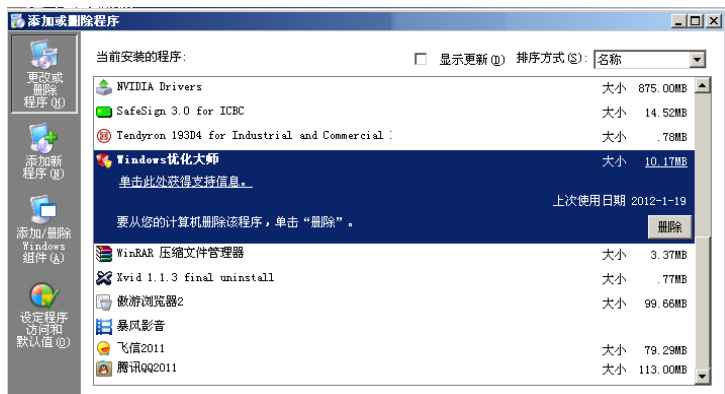 添加或删除程序
更改或
删除
程序(H)
添加新
程序(N)
添加/删除
Windows
组件(A)
设定程序
访问和
默认值(O)
当前安装的程序: 显示更新(D) 排序方式(S): 名称
NVIDIA Drivers 大小 875.00MB
SafeSign 3.0 for ICBC 大小 14.52MB
Tendyron 193D4 for Industrial and Commercial 大小 .78MB
Windows优化大师 大小 10.17MB
单击此处获得支持信息。
上次使用日期 2012-1-19
要从您的计算机删除该程序，单击“删除”。 删除
WinRAR 压缩文件管理器 大小 3.37MB
Xvid 1.1.3 final uninstall 大小 .77MB
傲游浏览器2 大小 99.66MB
暴风影音
飞信2011 大小 79.29MB
腾讯QQ2011 大小 113.00MB